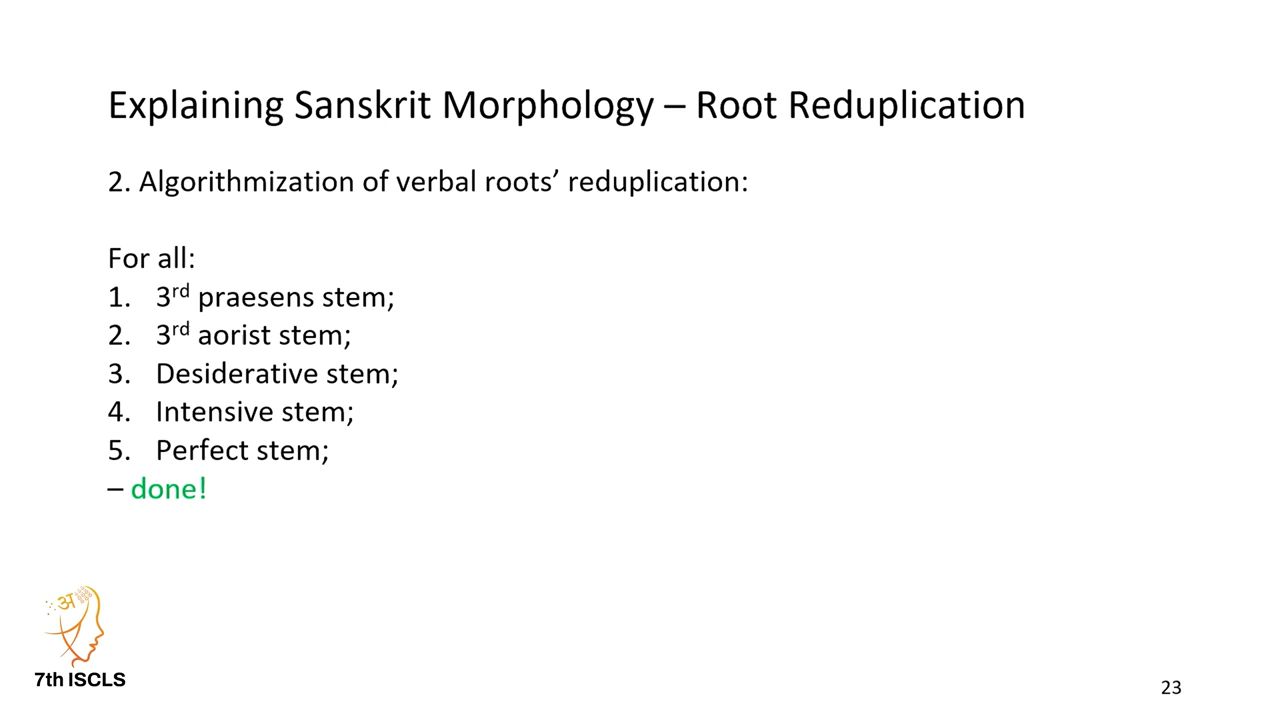 Explaining Sanskrit Morphology – Root Reduplication
2. Algorithmization of verbal roots’ reduplication:
For all:
1. 3rd praesens stem;
2. 3rd aorist stem;
3. Desiderative stem;
4. Intensive stem;
5. Perfect stem;
– done!
अ
7th ISCLS
23